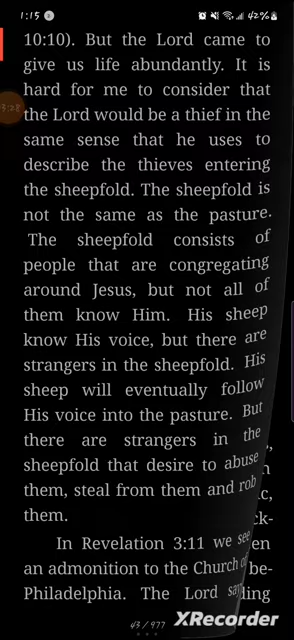 1:15
42%
10:10). But the Lord came to
give us life abundantly. It is
hard for me to consider that
the Lord would be a thief in the
same sense that he uses to
describe the thieves entering
the sheepfold. The sheepfold is
not the same as the pasture.
The sheepfold consists of
people that are congregating
around Jesus, but not all of
them know Him. His sheep
know His voice, but there are
strangers in the sheepfold. His
sheep will eventually follow
His voice into the pasture. But
there are strangers in the
sheepfold that desire to abuse
them, steal from them and rob
them.
In Revelation 3:11 we see
an admonition to the Church of
Philadelphia. The Lord
43 / 977
XRecorder